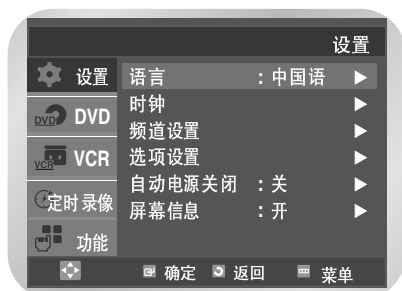 设置
设置
语言 : 中国语 ▶
DVD DVD
时钟 ▶
频道设置 ▶
VCR VCR
选项设置 ▶
自动电源关闭 : 关 ▶
定时录像
屏幕信息 : 开 ▶
功能
确定 返回 菜单